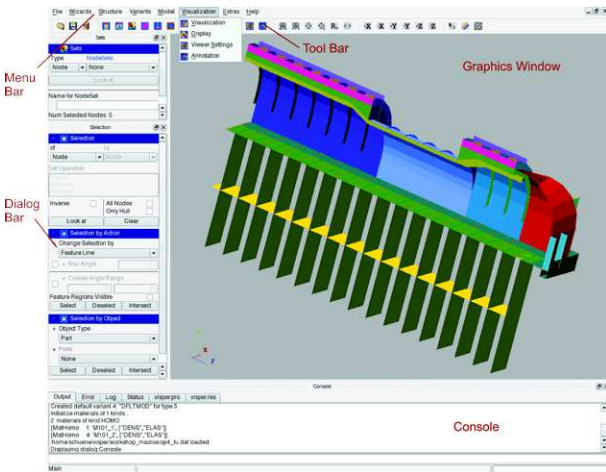 File Wizards Structure Variants Model Visualization Extras Help
Visualization
Display
Viewer Settings
Annotation
Tool Bar
Graphics Window
Menu
Bar
Dialog
Bar
Sets
Sets
Type NodeSets
Node None
Look at
Name for NodeSet
Num Selected Nodes: 0
Selection
Selection
of by
Node Node
Set Operation
Inverse All Nodes
Only Hull
Look at Clear
Selection by Action
Change Selection by
Feature Line
Max Angle
Crease Angle Range
Feature Regions Visible
Select Deselect Intersect
Selection by Object
Object Type
Part
Parts
None
Select Deselect Intersect
X
Z
Console
Output Error Log Status visperpro visperres
Created default variant 4: "DFLTMOD" for type 5
Initialize materials of 1 kinds.
2 materials of kind HOMO:
[MatHomo 1: 'M101_1', ["DENS","ELAS"]]
[MatHomo 4: 'M101_2', ["DENS","ELAS"]]
Displaying dialog Console
Console
Main